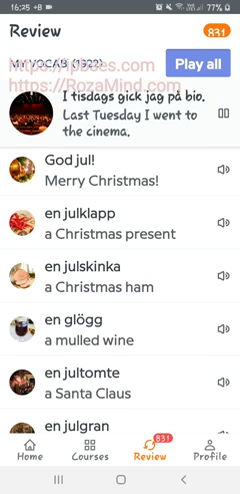 16:25 +B
77%
Review
831
MY VOCAB (1322)
Play all
https://ipeces.com
https://RozaMind.com
I tisdags gick jag på bio.
Last Tuesday I went to
the cinema.
God jul!
Merry Christmas!
en julklapp
a Christmas present
en julskinka
a Christmas ham
en glögg
a mulled wine
en jultomte
a Santa Claus
en julgran
831
Home Courses Review Profile